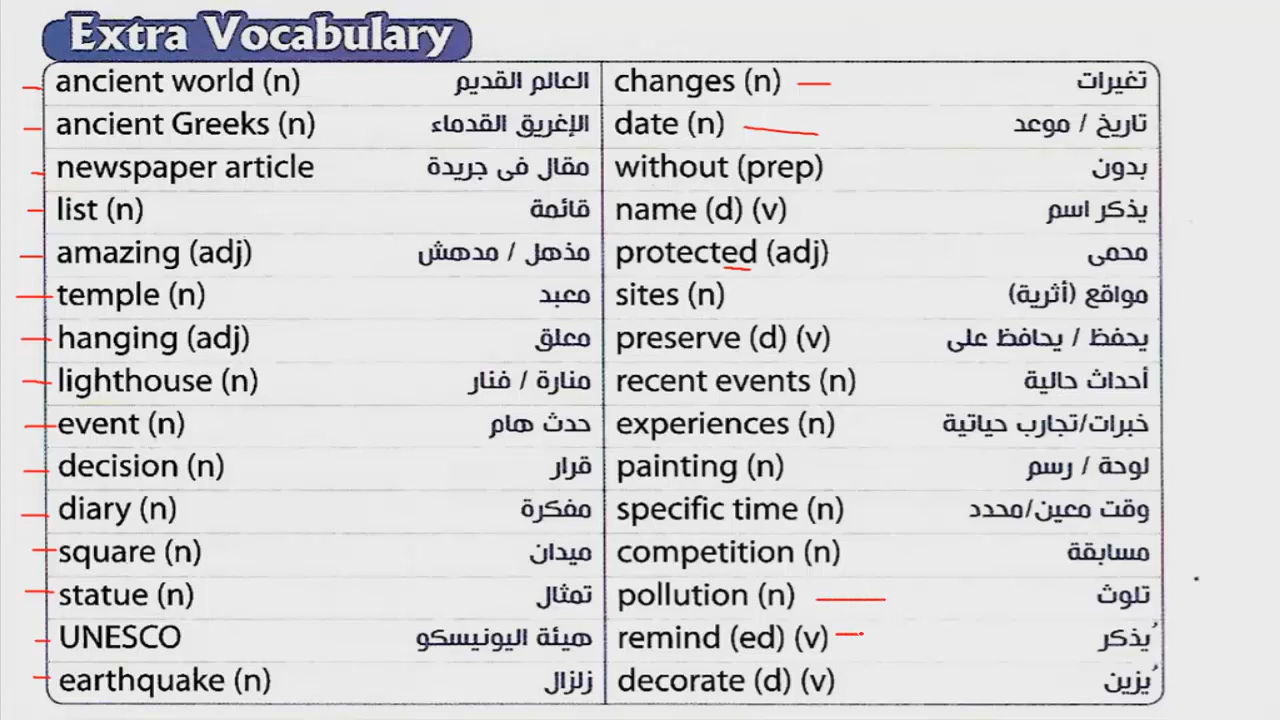 Extra Vocabulary
ancient world (n) العالم القديم
ancient Greeks (n) الإغريق القدماء
newspaper article مقال فى جريدة
list (n) قائمة
amazing (adj) مذهل / مدهش
temple (n) معبد
hanging (adj) معلق
lighthouse (n) منارة / فنار
event (n) حدث هام
decision (n) قرار
diary (n) مفكرة
square (n) ميدان
statue (n) تمثال
UNESCO هيئة اليونيسكو
earthquake (n) زلزال
changes (n) تغيرات
date (n) تاريخ / موعد
without (prep) بدون
name (d) (v) يذكر اسم
protected (adj) محمى
sites (n) مواقع (أثرية)
preserve (d) (v) يحفظ / يحافظ على
recent events (n) أحداث حالية
experiences (n) خبرات/تجارب حياتية
painting (n) لوحة / رسم
specific time (n) وقت معين/محدد
competition (n) مسابقة
pollution (n) تلوث
remind (ed) (v) يُذكر
decorate (d) (v) يُزين